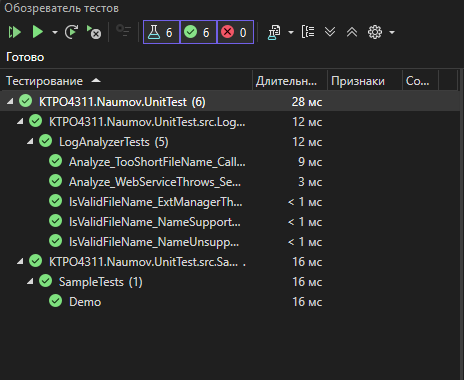 Обозреватель тестов
6 6 0
Готово
Тестирование Длительн... Признаки Со...
KTPO4311.Naumov.UnitTest (6) 28 мс
KTPO4311.Naumov.UnitTest.src.Log... 12 мс
LogAnalyzerTests (5) 12 мс
Analyze_TooShortFileName_Call... 9 мс
Analyze_WebServiceThrows_Se... 3 мс
IsValidFileName_ExtManagerTh... < 1 мс
IsValidFileName_NameSupport... < 1 мс
IsValidFileName_NameUnsupp... < 1 мс
KTPO4311.Naumov.UnitTest.src.Sa... . 16 мс
SampleTests (1) 16 мс
Demo 16 мс